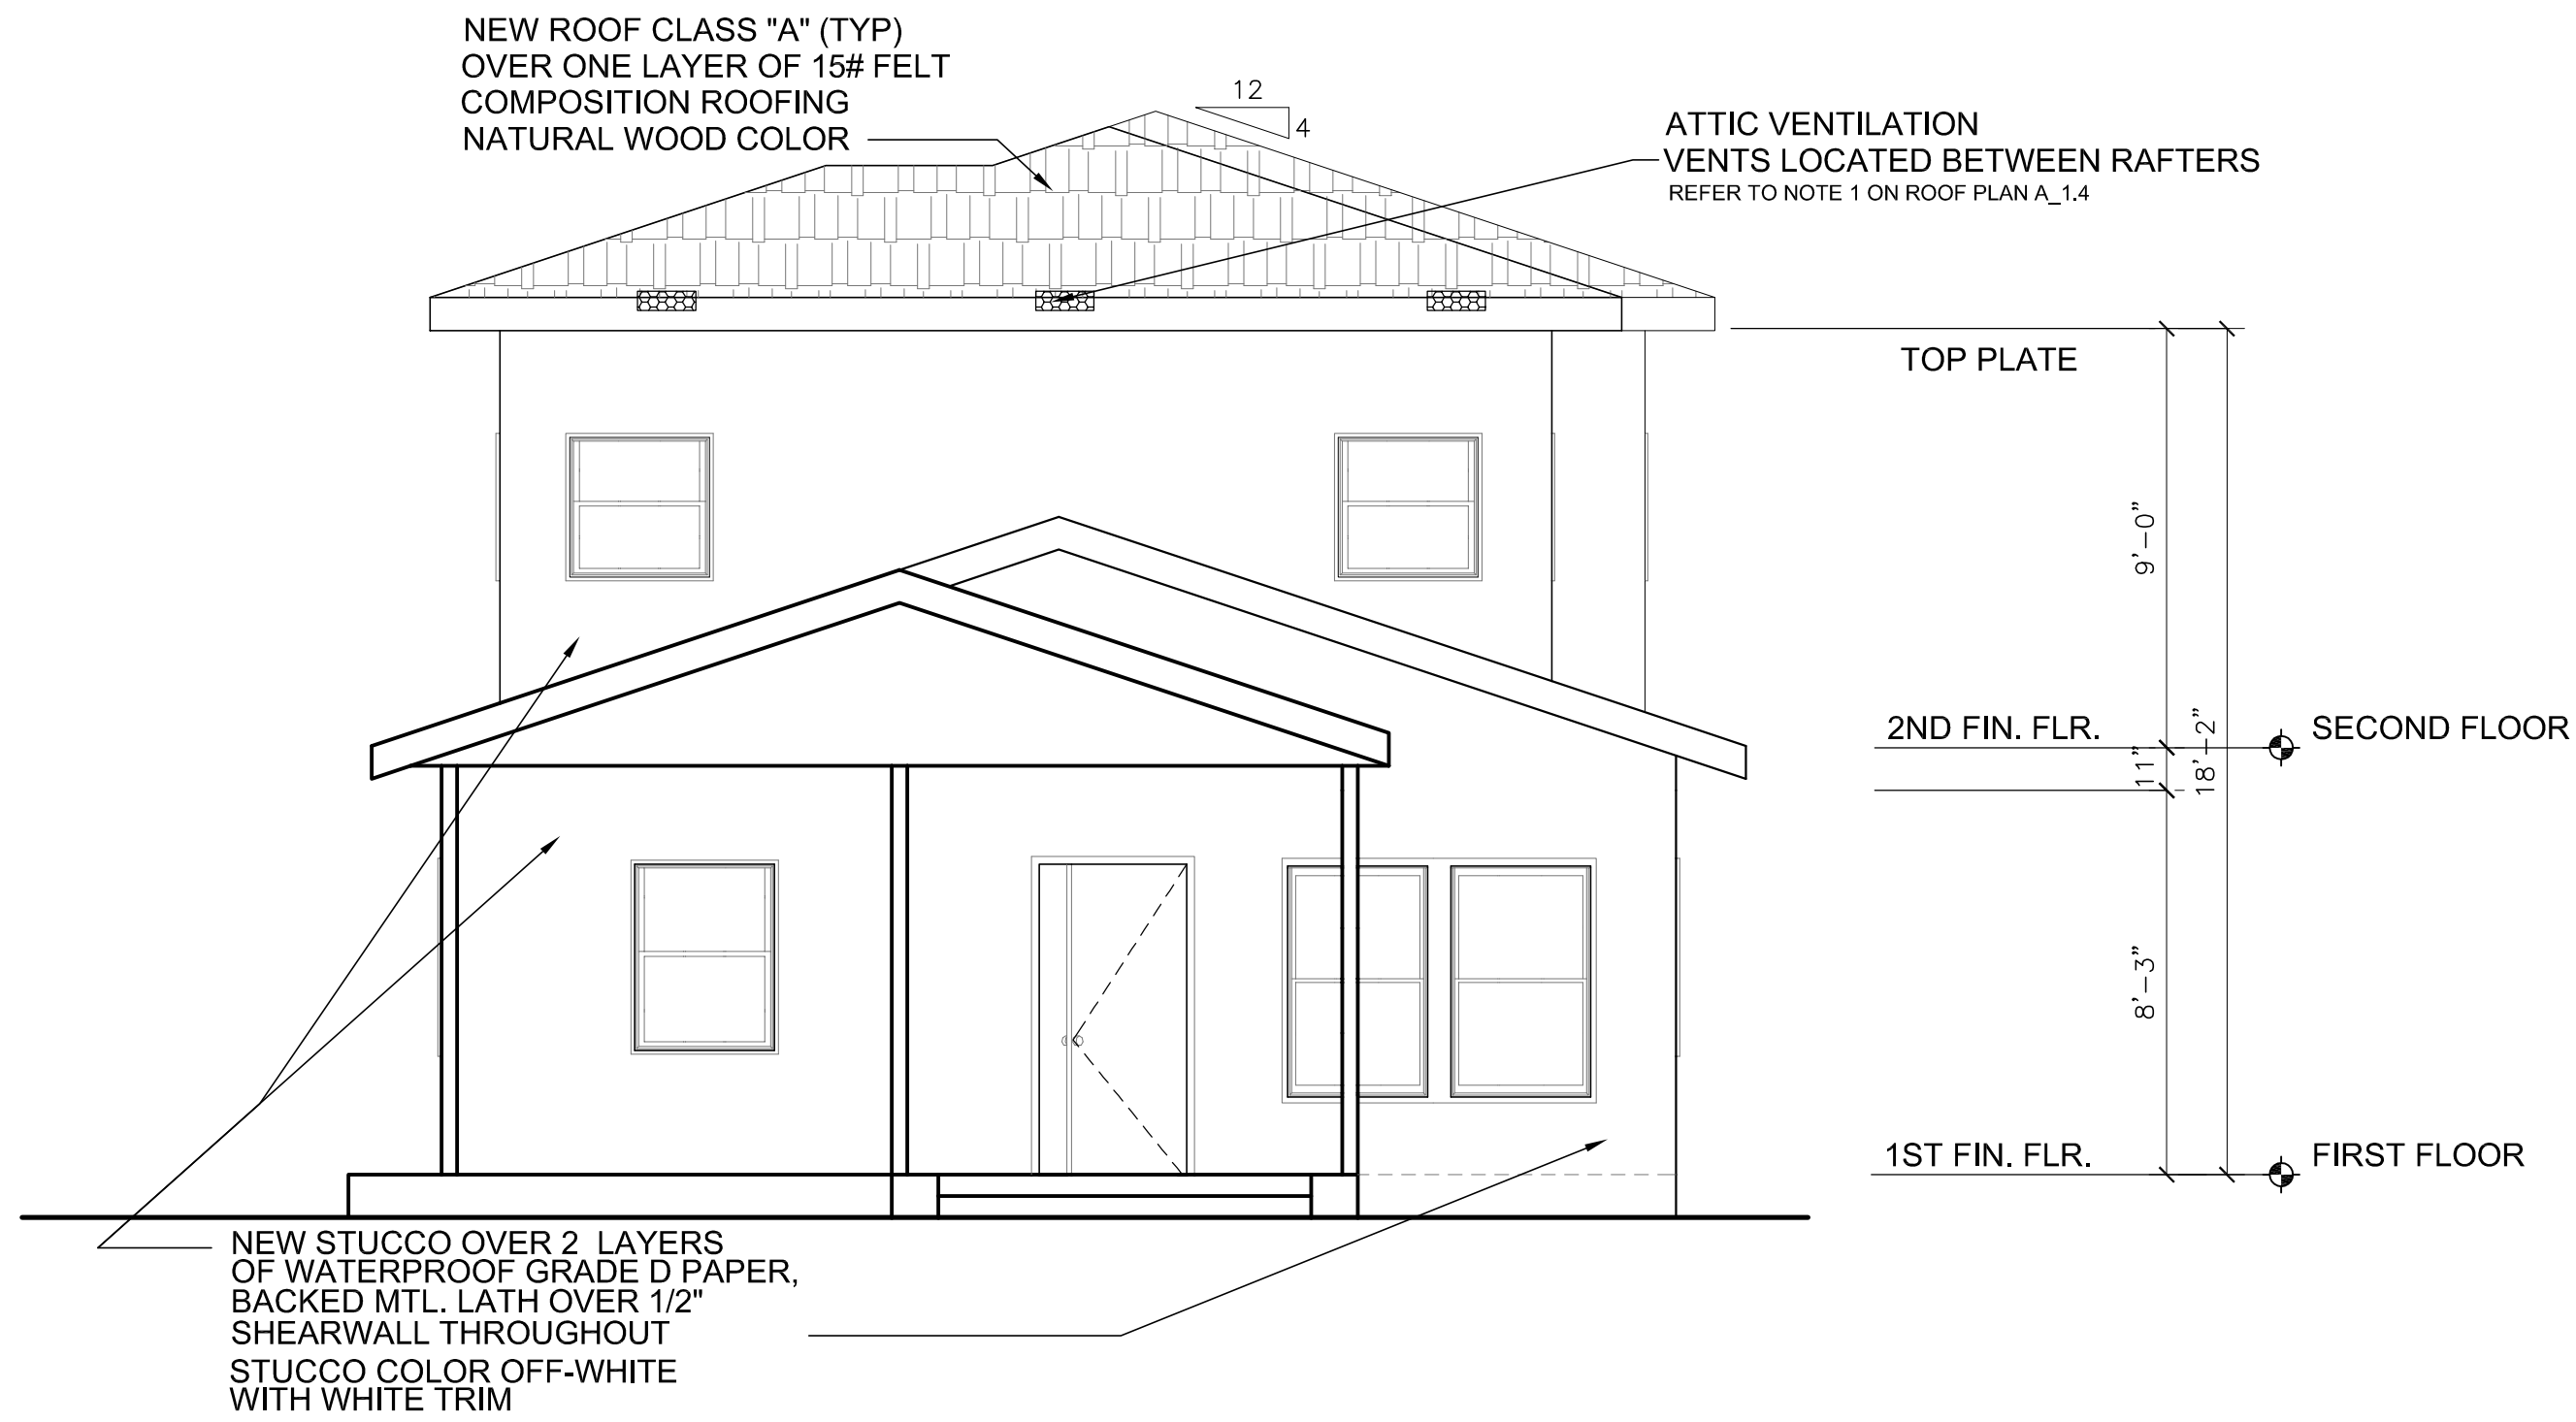 NEW ROOF CLASS "A" (TYP)
OVER ONE LAYER OF 15# FELT
COMPOSITION ROOFING
NATURAL WOOD COLOR
12
4
ATTIC VENTILATION
VENTS LOCATED BETWEEN RAFTERS
REFER TO NOTE 1 ON ROOF PLAN A_1.4
TOP PLATE
9'-0"
2ND FIN. FLR.
11"
18'-2"
SECOND FLOOR
8'-3"
1ST FIN. FLR.
FIRST FLOOR
NEW STUCCO OVER 2 LAYERS
OF WATERPROOF GRADE D PAPER,
BACKED MTL. LATH OVER 1/2"
SHEARWALL THROUGHOUT
STUCCO COLOR OFF-WHITE
WITH WHITE TRIM